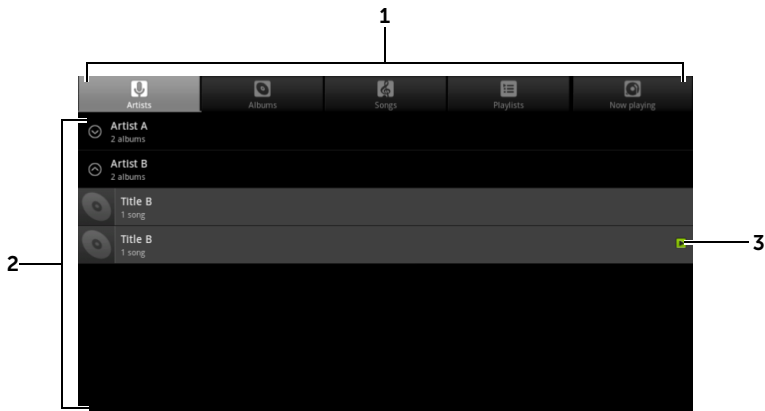 1
Artists Albums Songs Playlists Now playing
Artist A
2 albums
Artist B
2 albums
Title B
1 song
Title B
1 song
3
2